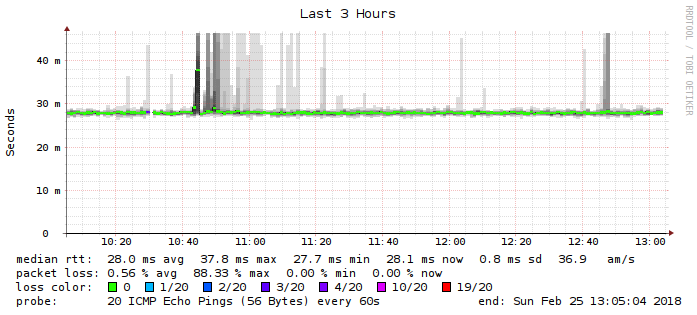 Last 3 Hours
RRDTOOL / TOBI OETIKER
Seconds
40 m
30 m
20 m
10 m
0
10:20 10:40 11:00 11:20 11:40 12:00 12:20 12:40 13:00
median rtt: 28.0 ms avg 37.8 ms max 27.7 ms min 28.1 ms now 0.8 ms sd 36.9 am/s
packet loss: 0.56 % avg 88.33 % max 0.00 % min 0.00 % now
loss color: 0 1/20 2/20 3/20 4/20 10/20 19/20
probe: 20 ICMP Echo Pings (56 Bytes) every 60s end: Sun Feb 25 13:05:04 2018